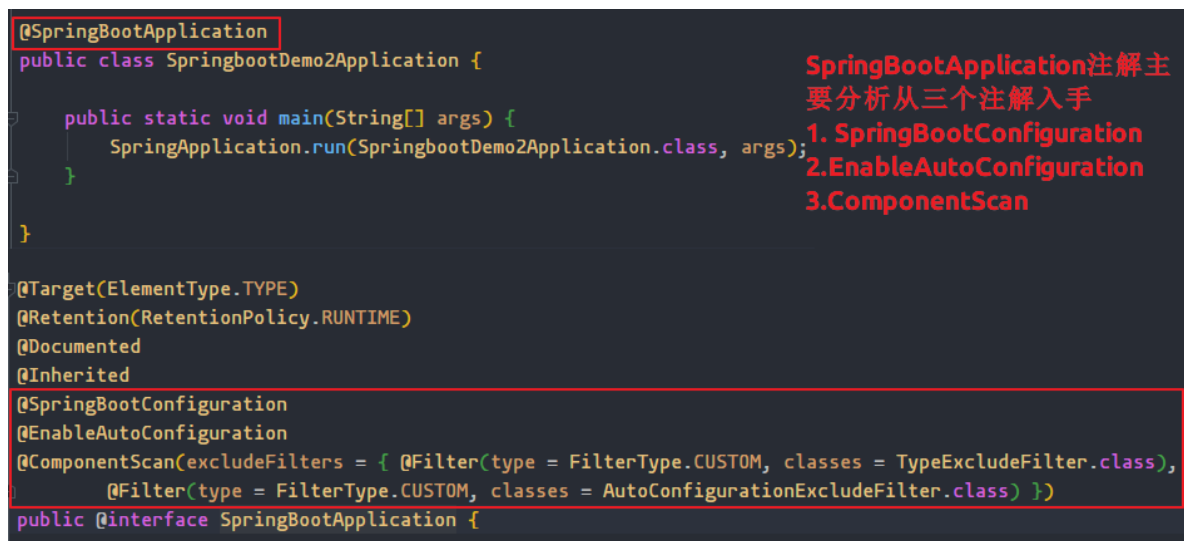 @SpringBootApplication
public class SpringbootDemo2Application {
public static void main(String[] args) {
SpringApplication.run(SpringbootDemo2Application.class, args);
}
}
SpringBootApplication注解主
要分析从三个注解入手
1. SpringBootConfiguration
2.EnableAutoConfiguration
3.ComponentScan
@Target(ElementType.TYPE)
@Retention(RetentionPolicy.RUNTIME)
@Documented
@Inherited
@SpringBootConfiguration
@EnableAutoConfiguration
@ComponentScan(excludeFilters = { @Filter(type = FilterType.CUSTOM, classes = TypeExcludeFilter.class),
@Filter(type = FilterType.CUSTOM, classes = AutoConfigurationExcludeFilter.class) })
public @interface SpringBootApplication {